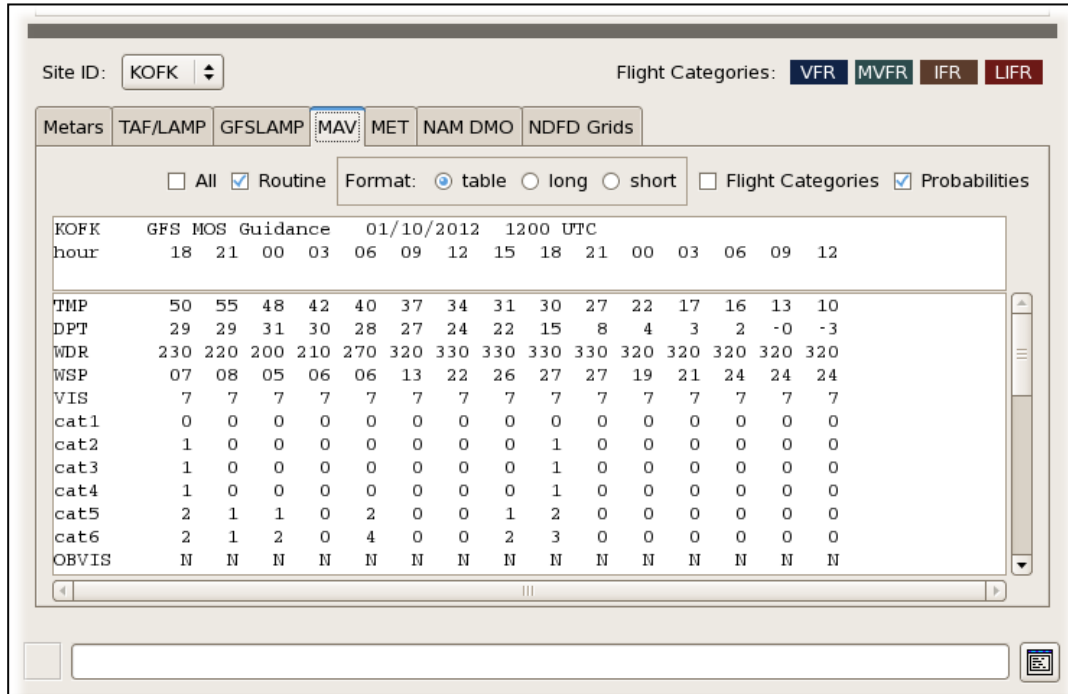 Site ID: KOFK Flight Categories: VFR MVFR IFR LIFR
Metars TAF/LAMP GFSLAMP MAV MET NAM DMO NDFD Grids
All Routine Format: table long short Flight Categories Probabilities
KOFK GFS MOS Guidance 01/10/2012 1200 UTC
hour 18 21 00 03 06 09 12 15 18 21 00 03 06 09 12
TMP 50 55 48 42 40 37 34 31 30 27 22 17 16 13 10
DPT 29 29 31 30 28 27 24 22 15 8 4 3 2 -0 -3
WDR 230 220 200 210 270 320 330 330 330 330 320 320 320 320 320
WSP 07 08 05 06 06 13 22 26 27 27 19 21 24 24 24
VIS 7 7 7 7 7 7 7 7 7 7 7 7 7 7 7
cat1 0 0 0 0 0 0 0 0 0 0 0 0 0 0 0
cat2 1 0 0 0 0 0 0 0 1 0 0 0 0 0 0
cat3 1 0 0 0 0 0 0 0 1 0 0 0 0 0 0
cat4 1 0 0 0 0 0 0 0 1 0 0 0 0 0 0
cat5 2 1 1 0 2 0 0 1 2 0 0 0 0 0 0
cat6 2 1 2 0 4 0 0 2 3 0 0 0 0 0 0
OBVIS N N N N N N N N N N N N N N N